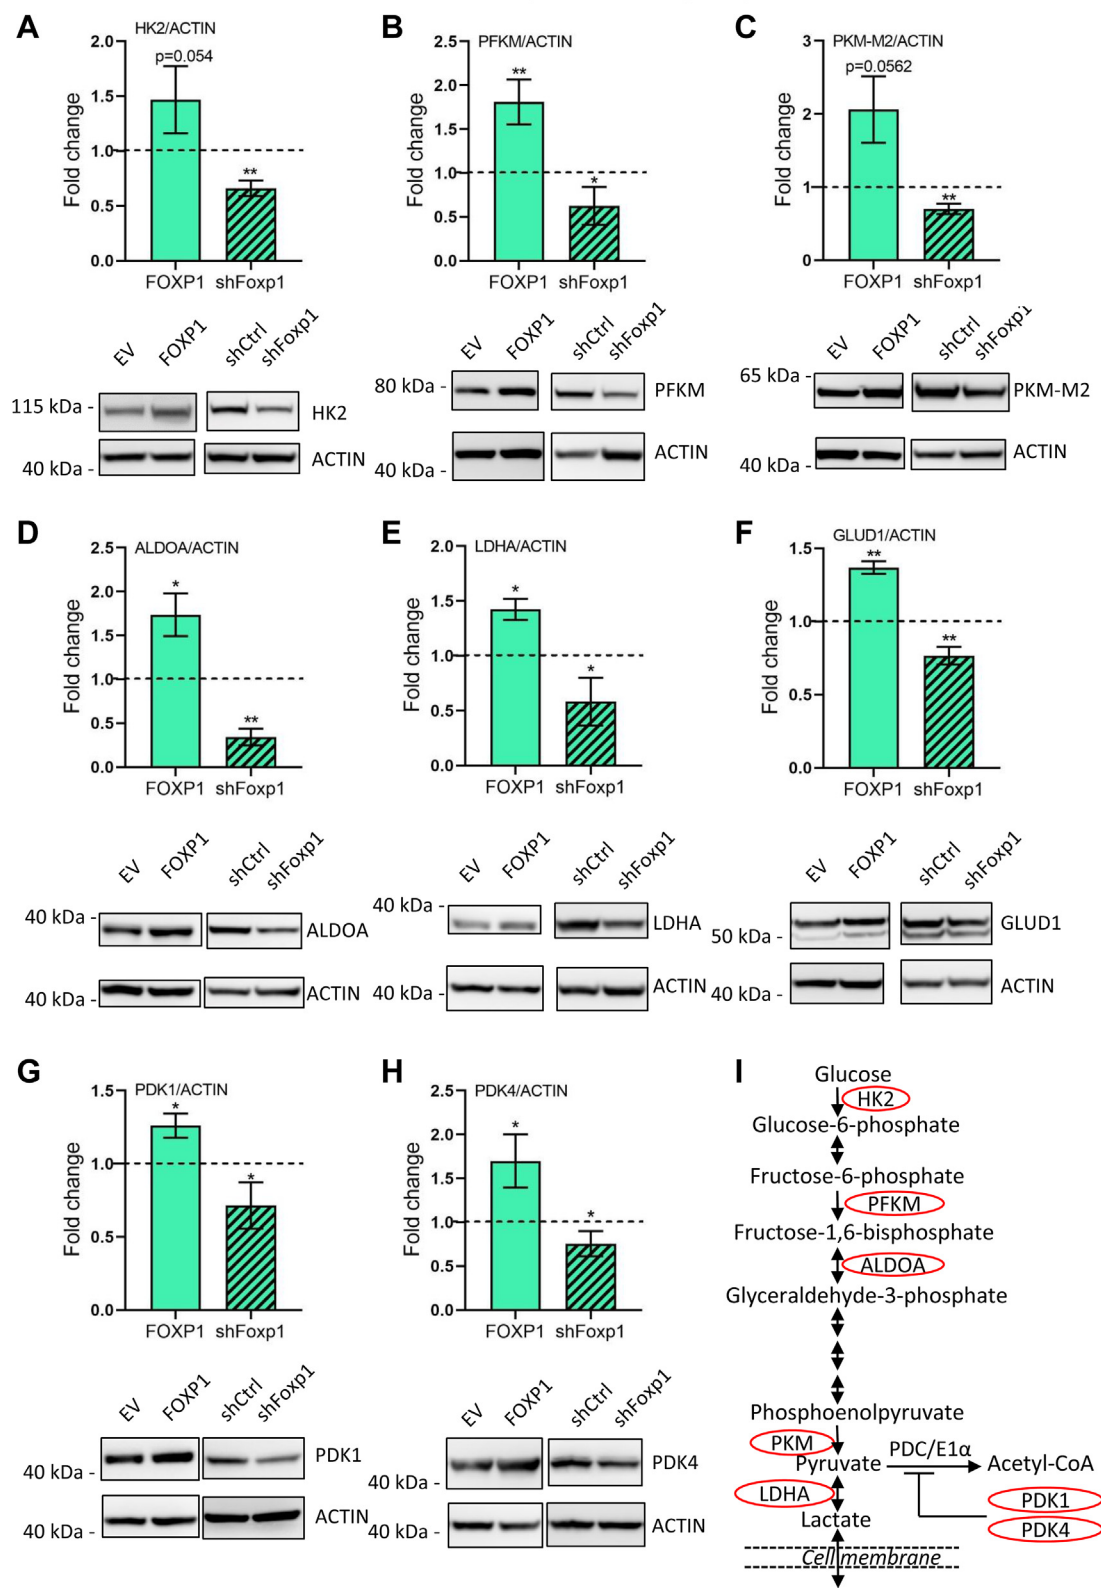 A
HK2/ACTIN
p=0.054
2.0
1.5
1.0
0.5
0.0
Fold change
**
FOXP1 shFoxp1
EV FOXP1 shCtrl shFoxp1
115 kDa - HK2
40 kDa - ACTIN
B
PFKM/ACTIN
2.5
2.0
1.5
1.0
0.5
0.0
Fold change
**
*
FOXP1 shFoxp1
EV FOXP1 shCtrl shFoxp1
80 kDa - PFKM
40 kDa - ACTIN
C
PKM-M2/ACTIN
p=0.0562
3
2
1
0
Fold change
**
FOXP1 shFoxp1
EV FOXP1 shCtrl shFoxp1
65 kDa - PKM-M2
40 kDa - ACTIN
D
ALDOA/ACTIN
2.5
2.0
1.5
1.0
0.5
0.0
Fold change
*
**
FOXP1 shFoxp1
EV FOXP1 shCtrl shFoxp1
40 kDa - ALDOA
40 kDa - ACTIN
E
LDHA/ACTIN
2.0
1.5
1.0
0.5
0.0
Fold change
*
*
FOXP1 shFoxp1
EV FOXP1 shCtrl shFoxp1
40 kDa - LDHA
40 kDa - ACTIN
F
GLUD1/ACTIN
1.5
1.0
0.5
0.0
Fold change
**
**
FOXP1 shFoxp1
EV FOXP1 shCtrl shFoxp1
50 kDa - GLUD1
40 kDa - ACTIN
G
PDK1/ACTIN
1.5
1.0
0.5
0.0
Fold change
*
*
FOXP1 shFoxp1
EV FOXP1 shCtrl shFoxp1
40 kDa - PDK1
40 kDa - ACTIN
H
PDK4/ACTIN
2.5
2.0
1.5
1.0
0.5
0.0
Fold change
*
*
FOXP1 shFoxp1
EV FOXP1 shCtrl shFoxp1
40 kDa - PDK4
40 kDa - ACTIN
I
Glucose
HK2
Glucose-6-phosphate
Fructose-6-phosphate
PFKM
Fructose-1,6-bisphosphate
ALDOA
Glyceraldehyde-3-phosphate
Phosphoenolpyruvate
PKM PDC/E1α
Pyruvate Acetyl-CoA
LDHA PDK1
Lactate PDK4
Cell membrane